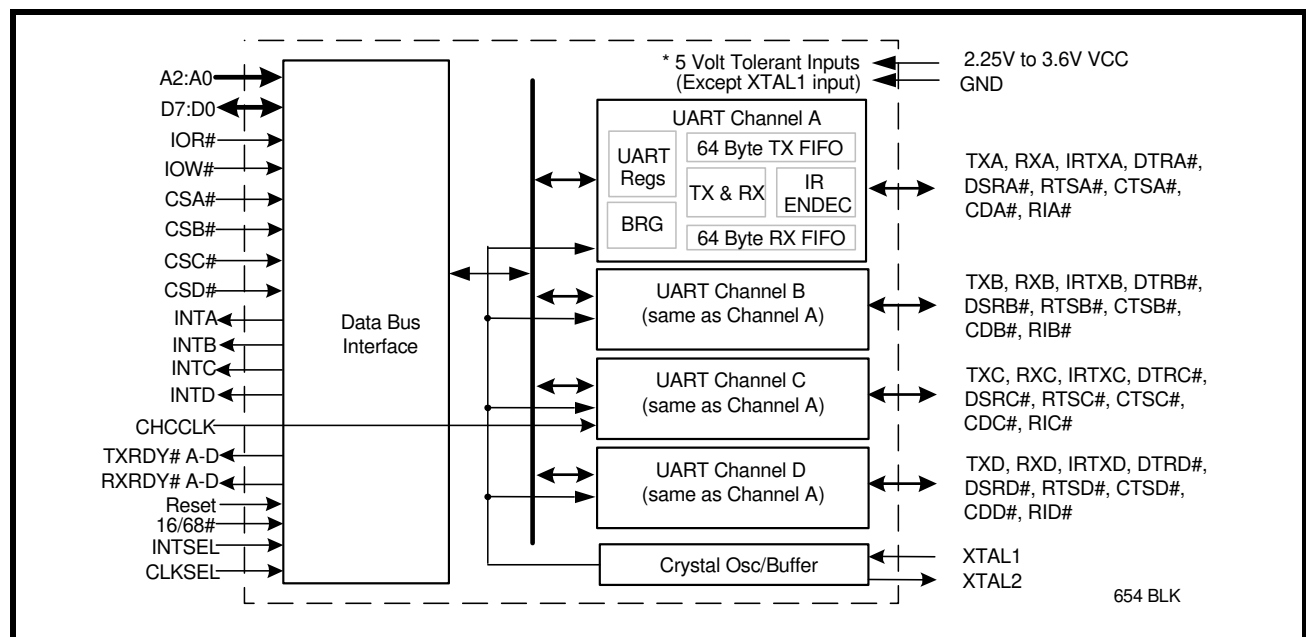 A2:A0
D7:D0
IOR#
IOW#
CSA#
CSB#
CSC#
CSD#
INTA
INTB
INTC
INTD
CHCCLK
TXRDY# A-D
RXRDY# A-D
Reset
16/68#
INTSEL
CLKSEL
Data Bus
Interface
* 5 Volt Tolerant Inputs
(Except XTAL1 input)
2.25V to 3.6V VCC
GND
UART Channel A
UART
Regs
BRG
64 Byte TX FIFO
TX & RX
IR
ENDEC
64 Byte RX FIFO
TXA, RXA, IRTXA, DTRA#,
DSRA#, RTSA#, CTSA#,
CDA#, RIA#
UART Channel B
(same as Channel A)
TXB, RXB, IRTXB, DTRB#,
DSRB#, RTSB#, CTSB#,
CDB#, RIB#
UART Channel C
(same as Channel A)
TXC, RXC, IRTXC, DTRC#,
DSRC#, RTSC#, CTSC#,
CDC#, RIC#
UART Channel D
(same as Channel A)
TXD, RXD, IRTXD, DTRD#,
DSRD#, RTSD#, CTSD#,
CDD#, RID#
Crystal Osc/Buffer
XTAL1
XTAL2
654 BLK